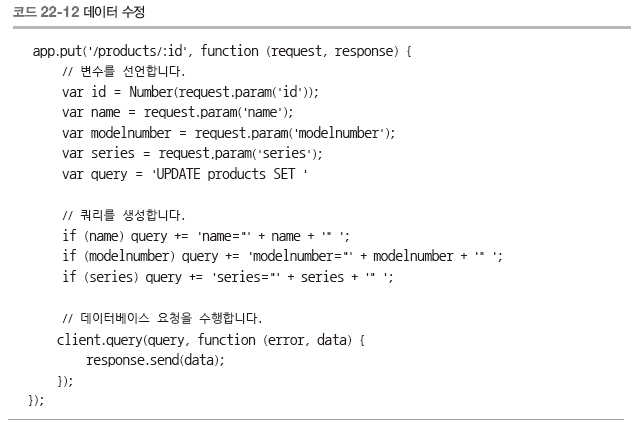 코드 22-12 데이터 수정
app.put('/products/:id', function (request, response) {
// 변수를 선언합니다.
var id = Number(request.param('id'));
var name = request.param('name');
var modelnumber = request.param('modelnumber');
var series = request.param('series');
var query = 'UPDATE products SET '
// 쿼리를 생성합니다.
if (name) query += 'name="' + name + '" ';
if (modelnumber) query += 'modelnumber="' + modelnumber + '" ';
if (series) query += 'series="' + series + '" ';
// 데이터베이스 요청을 수행합니다.
client.query(query, function (error, data) {
response.send(data);
});
});